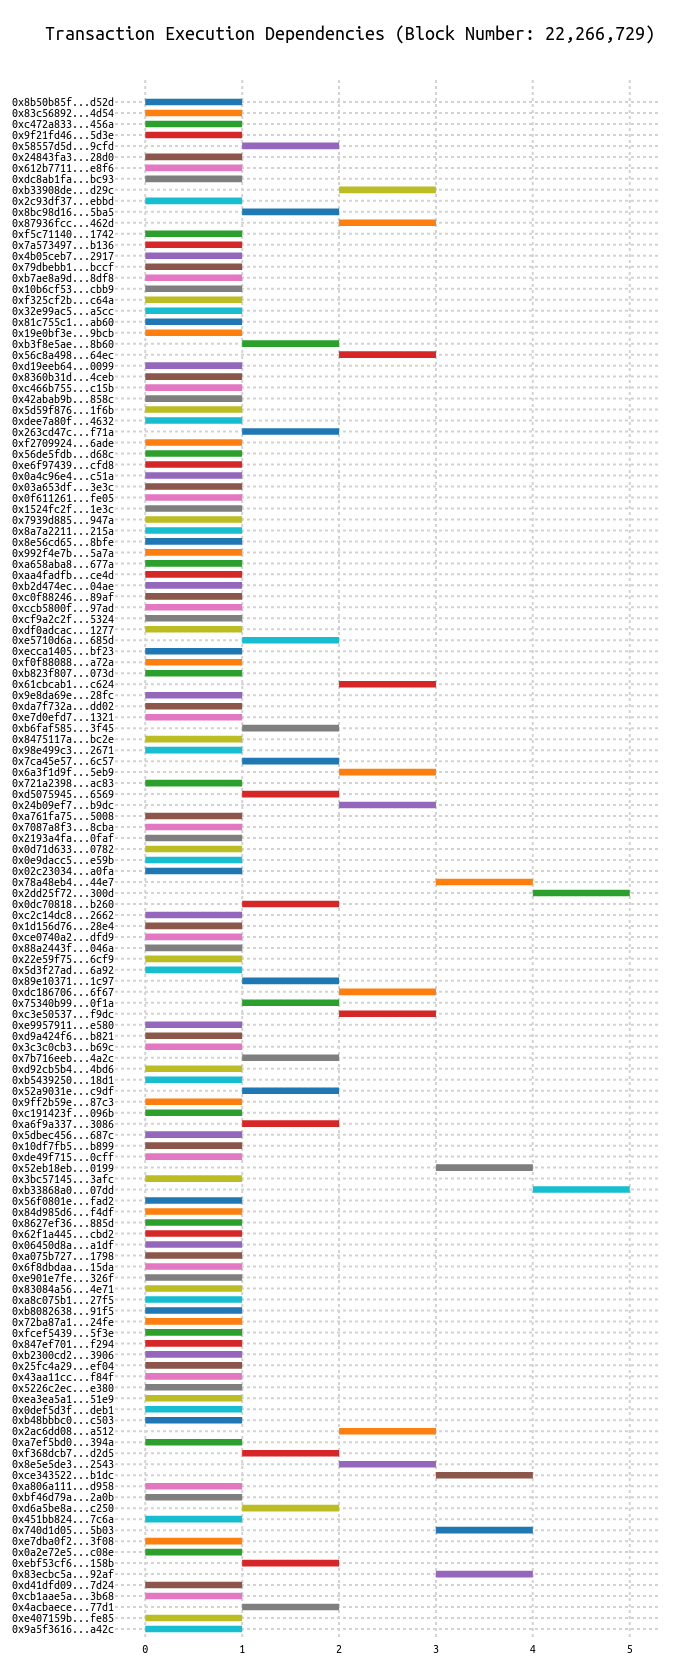 Transaction Execution Dependencies (Block Number: 22,266,729)
0x8b50b85f...d52d
0x83c56892...4d54
0xc472a833...456a
0x9f21fd46...5d3e
0x58557d5d...9cfd
0x24843fa3...28d0
0x612b7711...e8f6
0xdc8ab1fa...bc93
0xb33908de...d29c
0x2c93df37...ebbd
0x8bc98d16...5ba5
0x87936fcc...462d
0xf5c71140...1742
0x7a573497...b136
0x4b05ceb7...2917
0x79dbebb1...bccf
0xb7ae8a9d...8df8
0x10b6cf53...cbb9
0xf325cf2b...c64a
0x32e99ac5...a5cc
0x81c755c1...ab60
0x19e0bf3e...9bcb
0xb3f8e5ae...8b60
0x56c8a498...64ec
0xd19eeb64...0099
0x8360b31d...4ceb
0xc466b755...c15b
0x42abab9b...858c
0x5d59f876...1f6b
0xdee7a80f...4632
0x263cd47c...f71a
0xf2709924...6ade
0x56de5fdb...d68c
0xe6f97439...cfd8
0x0a4c96e4...c51a
0x03a653df...3e3c
0x0f611261...fe05
0x1524fc2f...1e3c
0x7939d885...947a
0x8a7a2211...215a
0x8e56cd65...8bfe
0x992f4e7b...5a7a
0xa658aba8...677a
0xaa4fadfb...ce4d
0xb2d474ec...04ae
0xc0f88246...89af
0xccb5800f...97ad
0xcf9a2c2f...5324
0xdf0adcac...1277
0xe5710d6a...685d
0xecca1405...bf23
0xf0f88088...a72a
0xb823f807...073d
0x61cbcab1...c624
0x9e8da69e...28fc
0xda7f732a...dd02
0xe7d0efd7...1321
0xb6faf585...3f45
0x8475117a...bc2e
0x98e499c3...2671
0x7ca45e57...6c57
0x6a3f1d9f...5eb9
0x721a2398...ac83
0xd5075945...6569
0x24b09ef7...b9dc
0xa761fa75...5008
0x7087a8f3...8cba
0x2193a4fa...0faf
0x0d71d633...0782
0x0e9dacc5...e59b
0x02c23034...a0fa
0x78a48eb4...44e7
0x2dd25f72...300d
0x0dc70818...b260
0xc2c14dc8...2662
0x1d156d76...28e4
0xce0740a2...dfd9
0x88a2443f...046a
0x22e59f75...6cf9
0x5d3f27ad...6a92
0x89e10371...1c97
0xdc186706...6f67
0x75340b99...0f1a
0xc3e50537...f9dc
0xe9957911...e580
0xd9a424f6...b821
0x3c3c0cb3...b69c
0x7b716eeb...4a2c
0xd92cb5b4...4bd6
0xb5439250...18d1
0x52a9031e...c9df
0x9ff2b59e...87c3
0xc191423f...096b
0xa6f9a337...3086
0x5dbec456...687c
0x10df7fb5...b899
0xde49f715...0cff
0x52eb18eb...0199
0x3bc57145...3afc
0xb33868a0...07dd
0x56f0801e...fad2
0x84d985d6...f4df
0x8627ef36...885d
0x62f1a445...cbd2
0x06450d8a...a1df
0xa075b727...1798
0x6f8dbdaa...15da
0xe901e7fe...326f
0x83084a56...4e71
0xa8c075b1...27f5
0xb8082638...91f5
0x72ba87a1...24fe
0xfcef5439...5f3e
0x847ef701...f294
0xb2300cd2...3906
0x25fc4a29...ef04
0x43aa11cc...f84f
0x5226c2ec...e380
0xea3ea5a1...51e9
0x0def5d3f...deb1
0xb48bbbc0...c503
0x2ac6dd08...a512
0xa7ef5bd0...394a
0xf368dcb7...d2d5
0x8e5e5de3...2543
0xce343522...b1dc
0xa806a111...d958
0xbf46d79a...2a0b
0xd6a5be8a...c250
0x451bb824...7c6a
0x740d1d05...5b03
0xe7dba0f2...3f08
0x0a2e72e5...c08e
0xebf53cf6...158b
0x83ecbc5a...92af
0xd41dfd09...7d24
0xcb1aae5a...3b68
0x4acbaece...77d1
0xe407159b...fe85
0x9a5f3616...a42c
0 1 2 3 4 5